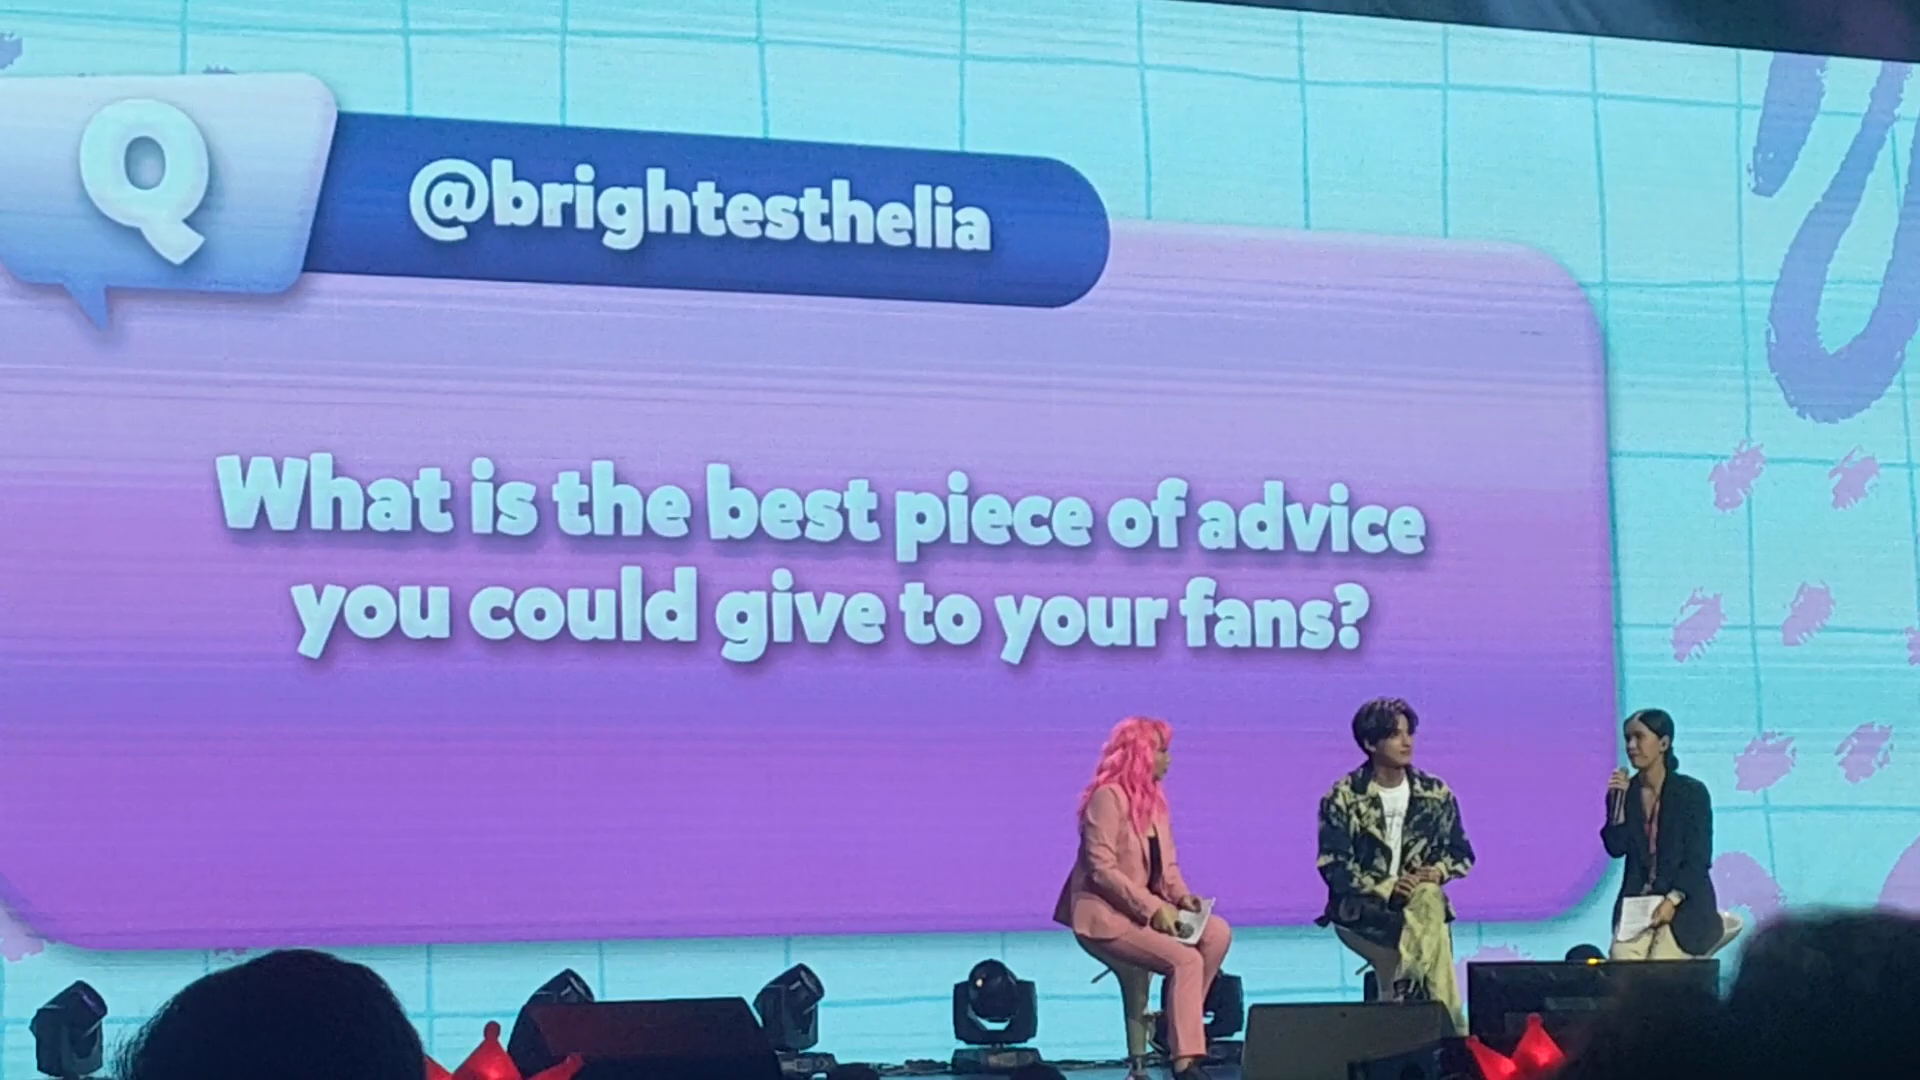 Q
@brightesthelia
What is the best piece of advice
you could give to your fans?